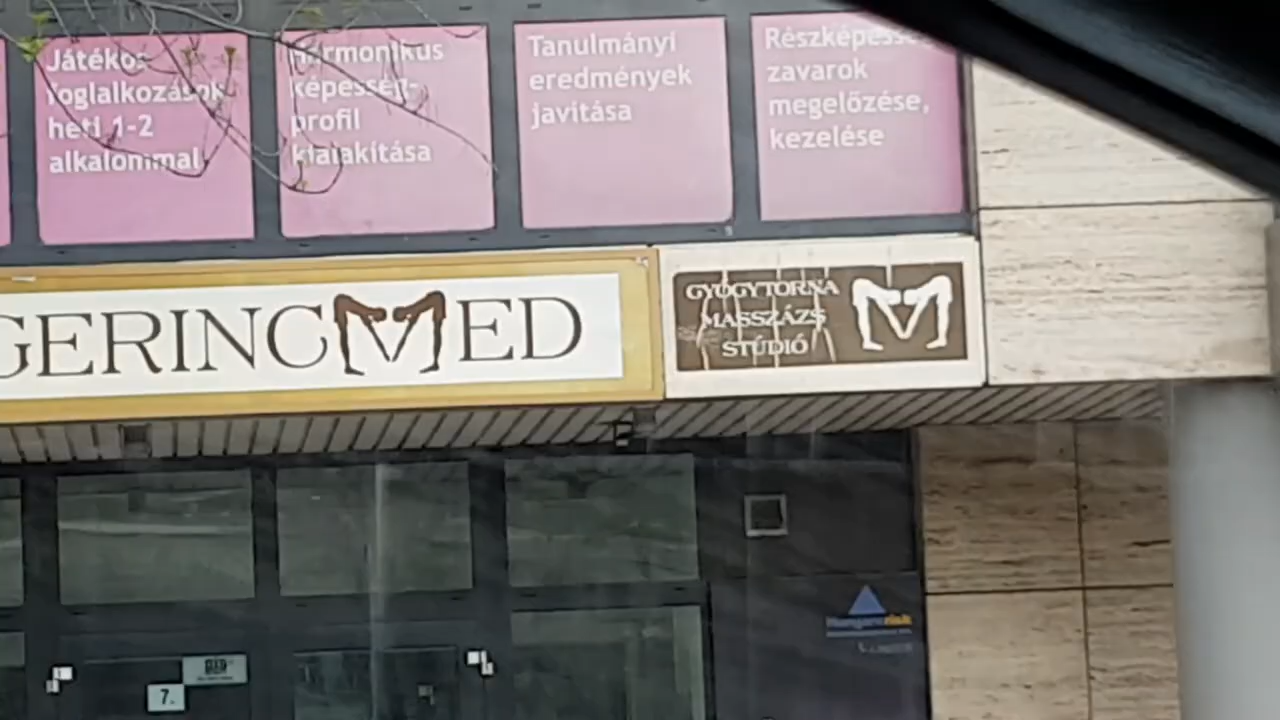 Játékos
foglalkozások
heti 1-2
alkalommal
Harmonikus
képesség-
profil
kialakítása
Tanulmányi
eredmények
javítása
Részképesség
zavarok
megelőzése,
kezelése
GERINCMED
GYÓGYTORNA
MASSZÁZS
STÚDIÓ
Hungarorisk
7.